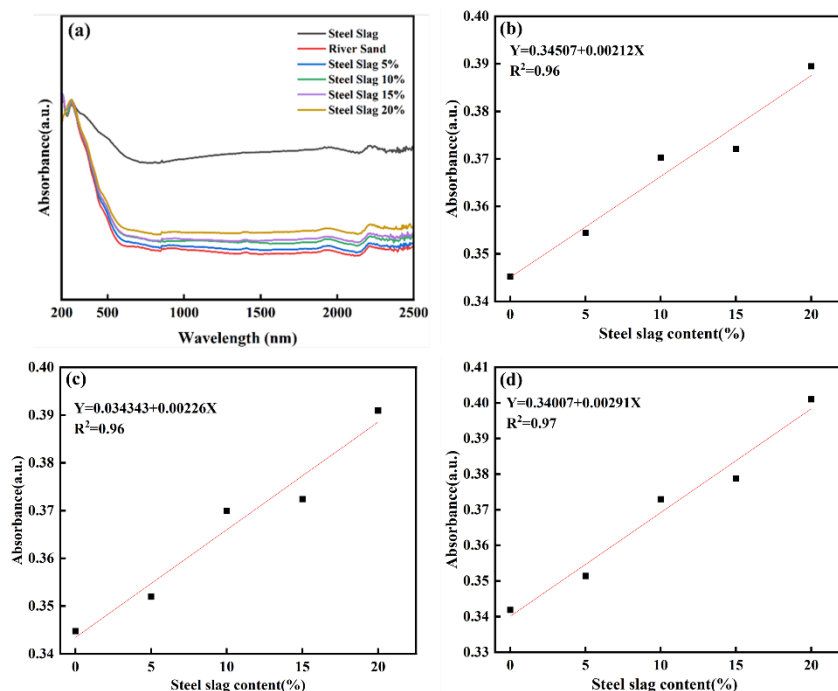 (a)
Steel Slag
River Sand
Steel Slag 5%
Steel Slag 10%
Steel Slag 15%
Steel Slag 20%
Absorbance(a.u.)
200 500 1000 1500 2000 2500
Wavelength (nm)
(b)
Y=0.34507+0.00212X
R²=0.96
Absorbance(a.u.)
0.40
0.39
0.38
0.37
0.36
0.35
0.34
0 5 10 15 20
Steel slag content(%)
(c)
Y=0.034343+0.00226X
R²=0.96
Absorbance(a.u.)
0.40
0.39
0.38
0.37
0.36
0.35
0.34
0 5 10 15 20
Steel slag content(%)
(d)
Y=0.34007+0.00291X
R²=0.97
Absorbance(a.u.)
0.41
0.40
0.39
0.38
0.37
0.36
0.35
0.34
0.33
0 5 10 15 20
Steel slag content(%)